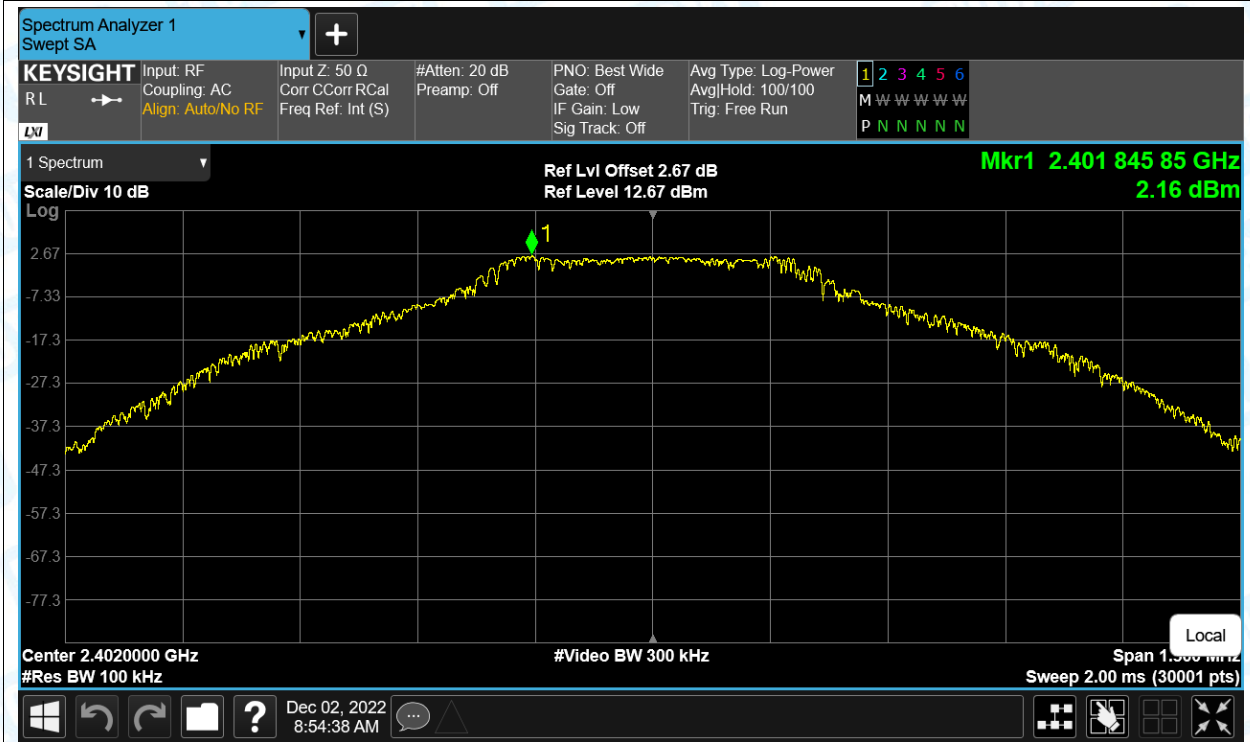 Spectrum Analyzer 1
Swept SA
+
KEYSIGHT
R L
LXI
Input: RF
Coupling: AC
Align: Auto/No RF
Input Z: 50 Ω
Corr CCorr RCal
Freq Ref: Int (S)
#Atten: 20 dB
Preamp: Off
PNO: Best Wide
Gate: Off
IF Gain: Low
Sig Track: Off
Avg Type: Log-Power
Avg|Hold: 100/100
Trig: Free Run
1 2 3 4 5 6
M W W W W W
P N N N N N N
1 Spectrum
Scale/Div 10 dB
Ref Lvl Offset 2.67 dB
Ref Level 12.67 dBm
Mkr1 2.401 845 85 GHz
2.16 dBm
Log
1
2.67
-7.33
-17.3
-27.3
-37.3
-47.3
-57.3
-67.3
-77.3
Local
Center 2.4020000 GHz
#Video BW 300 kHz
Span
#Res BW 100 kHz
Sweep 2.00 ms (30001 pts)
?
Dec 02, 2022
8:54:38 AM